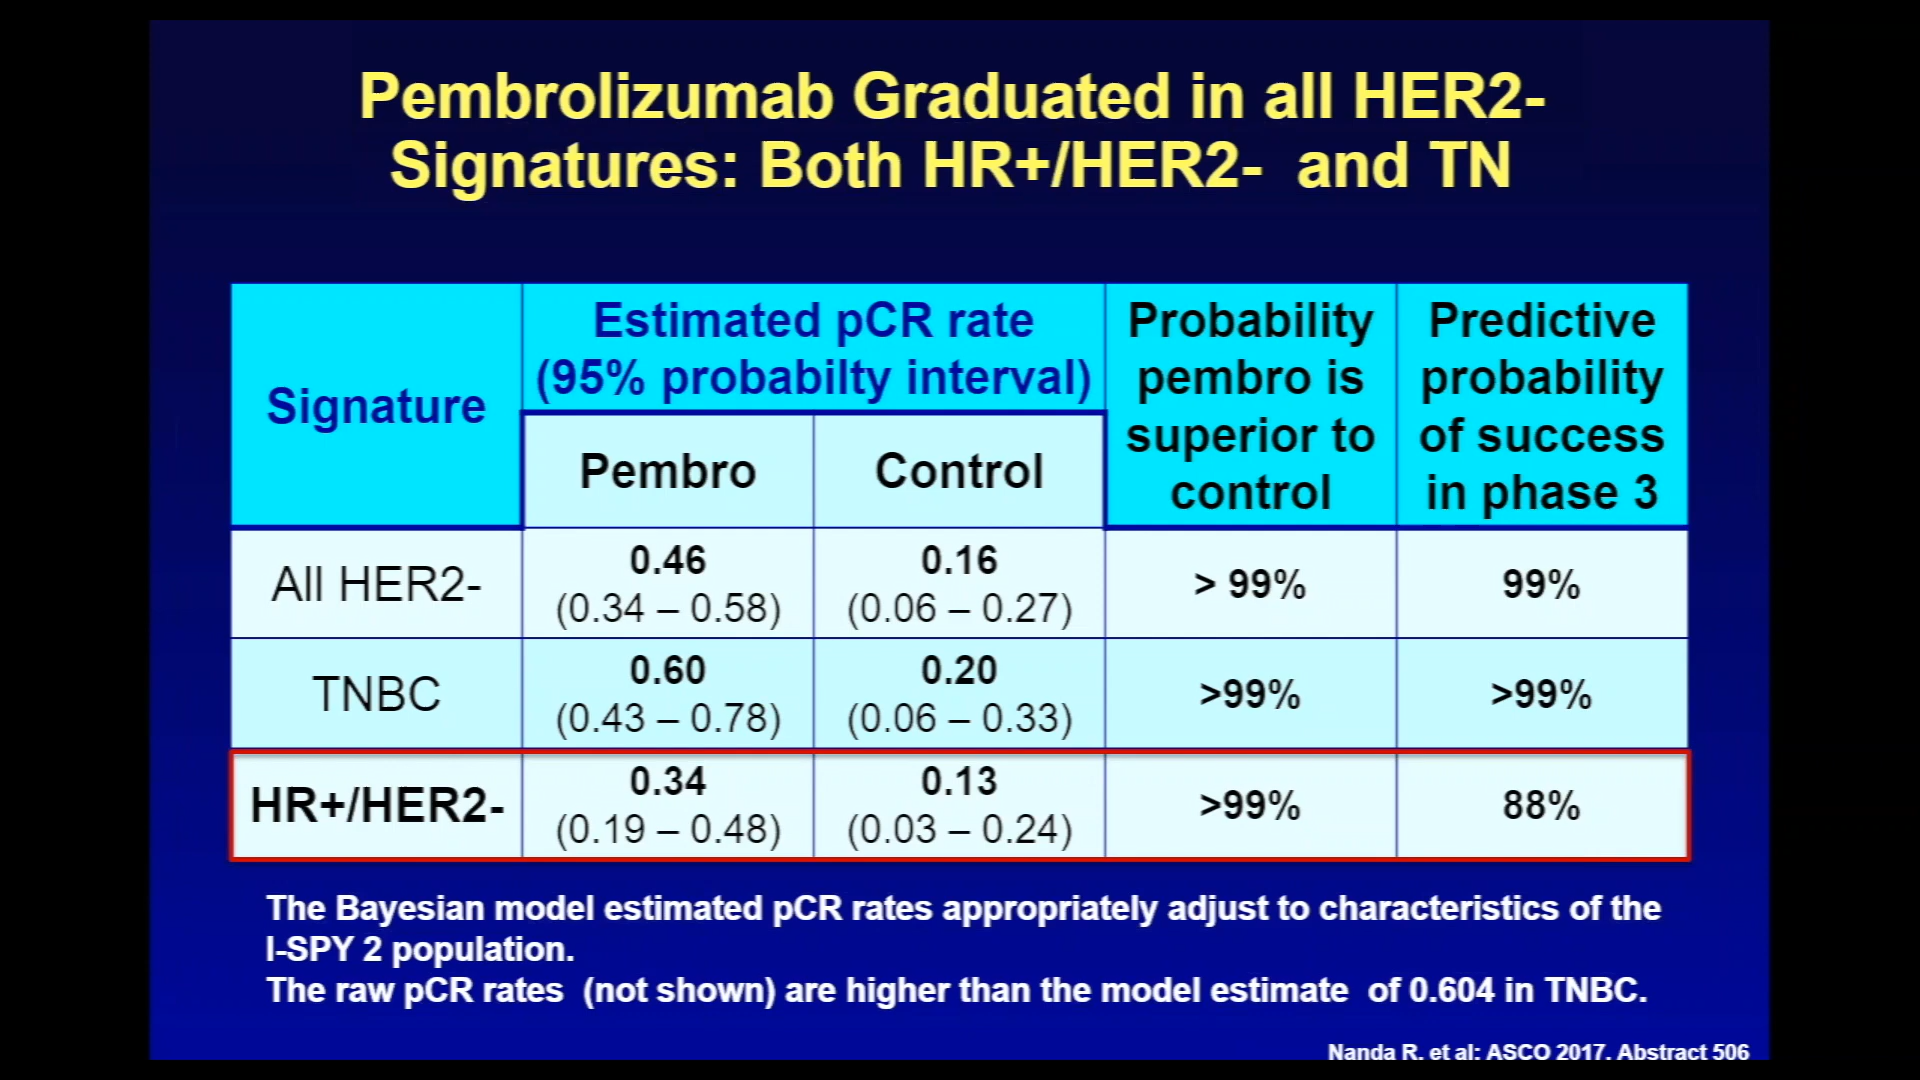 Pembrolizumab Graduated in all HER2-
Signatures: Both HR+/HER2- and TN
Signature
Estimated pCR rate
(95% probabilty interval)
Probability
pembro is
superior to
control
Predictive
probability
of success
in phase 3
Pembro
Control
All HER2-
0.46
(0.34 – 0.58)
0.16
(0.06 – 0.27)
> 99%
99%
TNBC
0.60
(0.43 – 0.78)
0.20
(0.06 – 0.33)
>99%
>99%
HR+/HER2-
0.34
(0.19 – 0.48)
0.13
(0.03 – 0.24)
>99%
88%
The Bayesian model estimated pCR rates appropriately adjust to characteristics of the
I-SPY 2 population.
The raw pCR rates (not shown) are higher than the model estimate of 0.604 in TNBC.
Nanda R. et al: ASCO 2017. Abstract 506